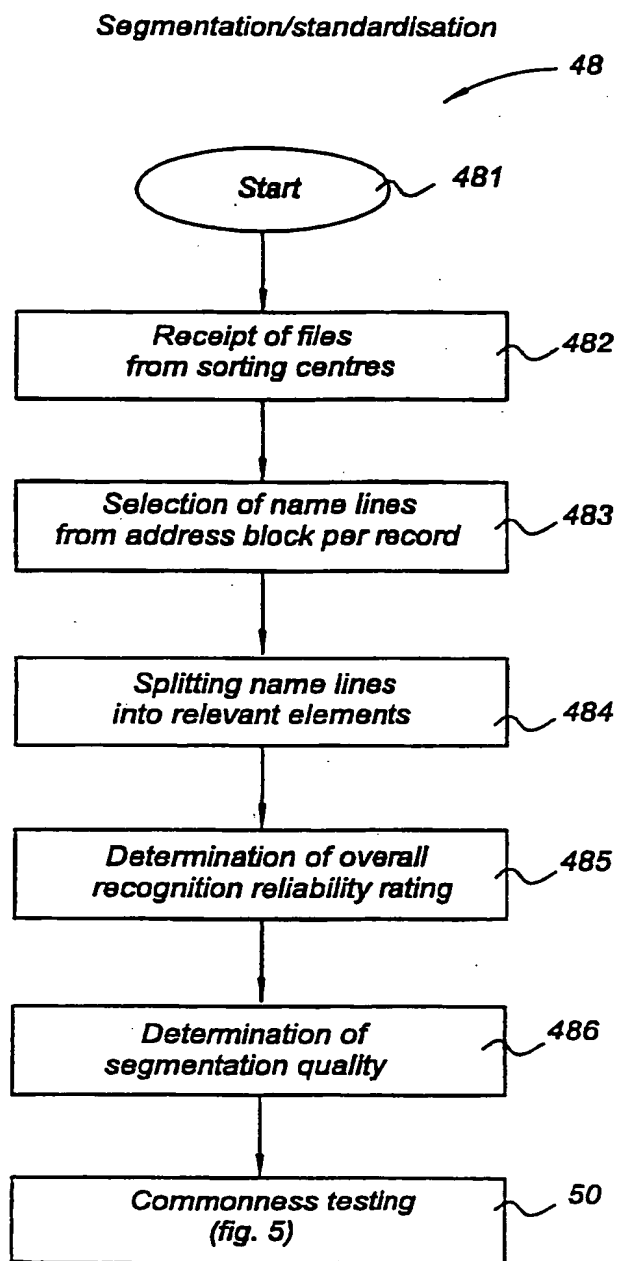 Segmentation/standardisation
48
Start
481
Receipt of files
from sorting centres
482
Selection of name lines
from address block per record
483
Splitting name lines
into relevant elements
484
Determination of overall
recognition reliability rating
485
Determination of
segmentation quality
486
Commonness testing
(fig. 5)
50